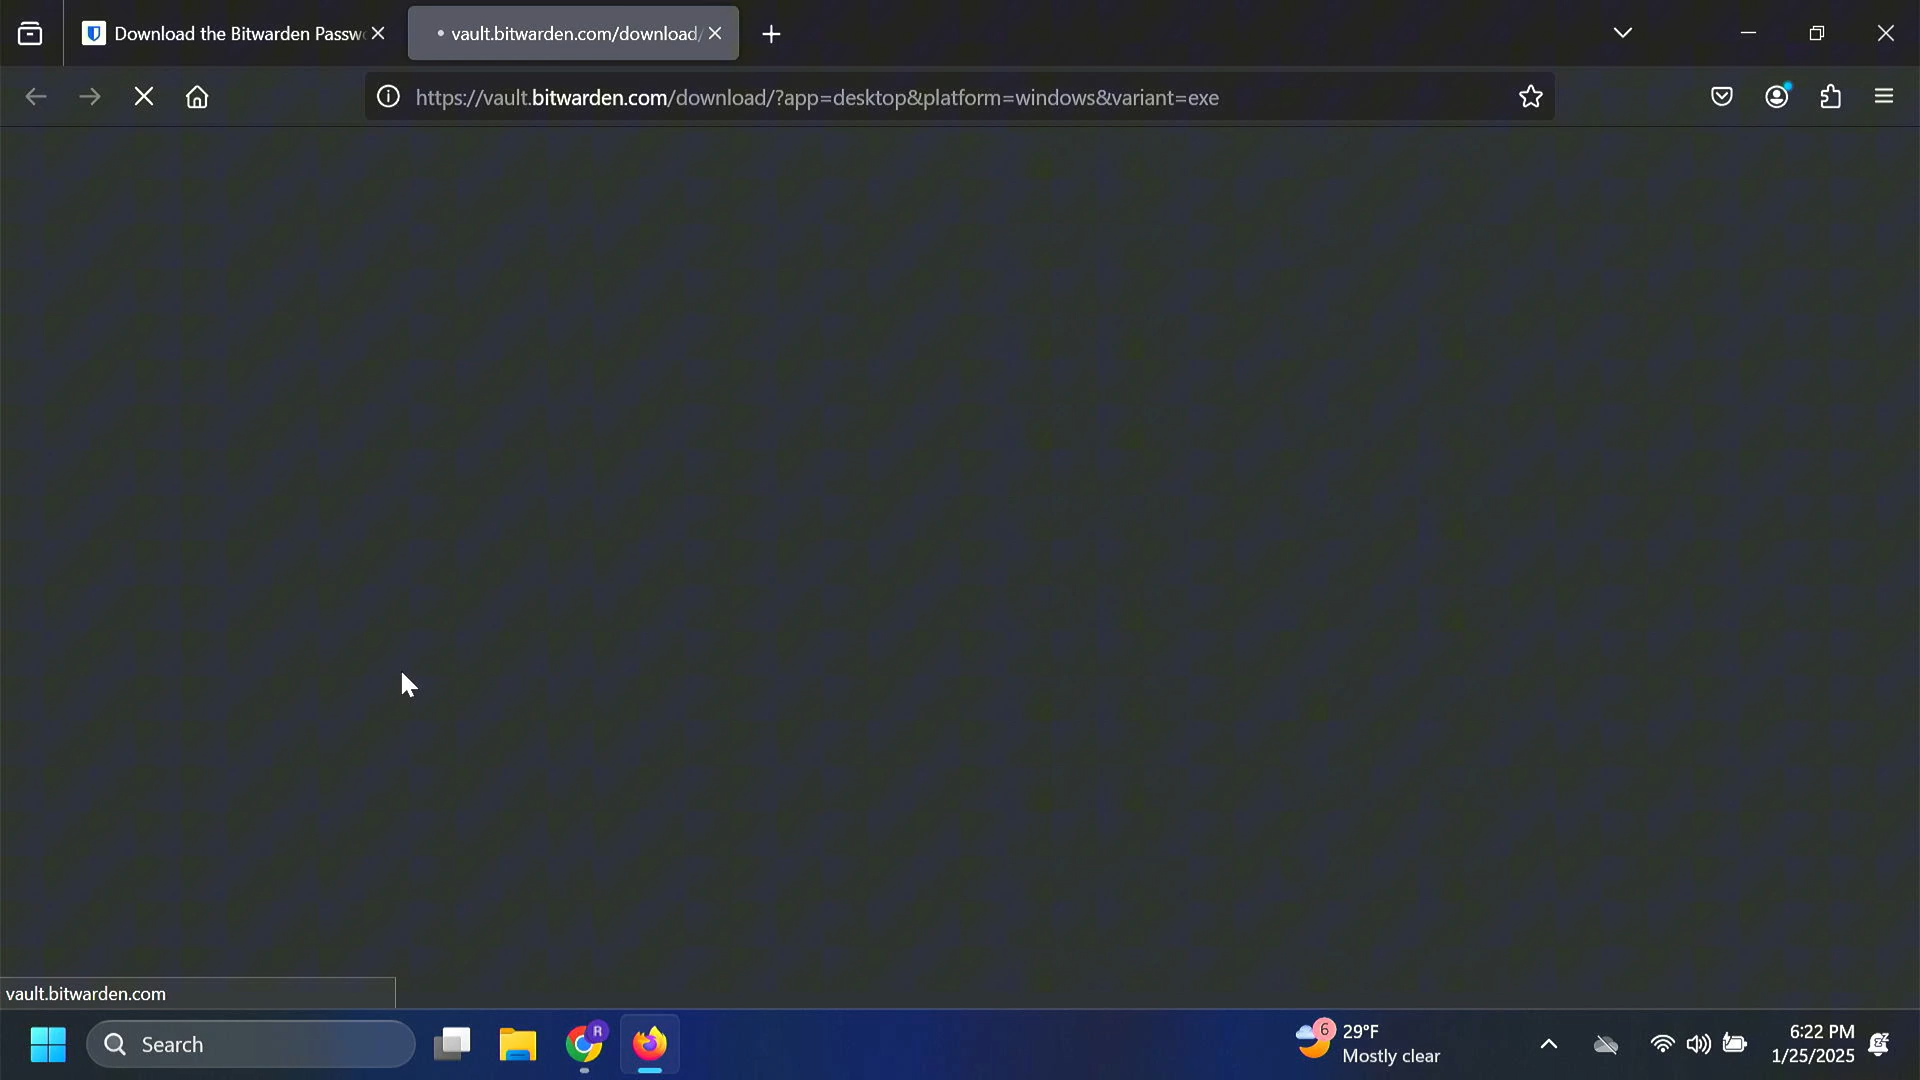 Download the Bitwarden Passw
vault.bitwarden.com/download/
https://vault.bitwarden.com/download/?app=desktop&platform=windows&variant=exe
vault.bitwarden.com
Search
R
6
29°F
Mostly clear
6:22 PM
1/25/2025